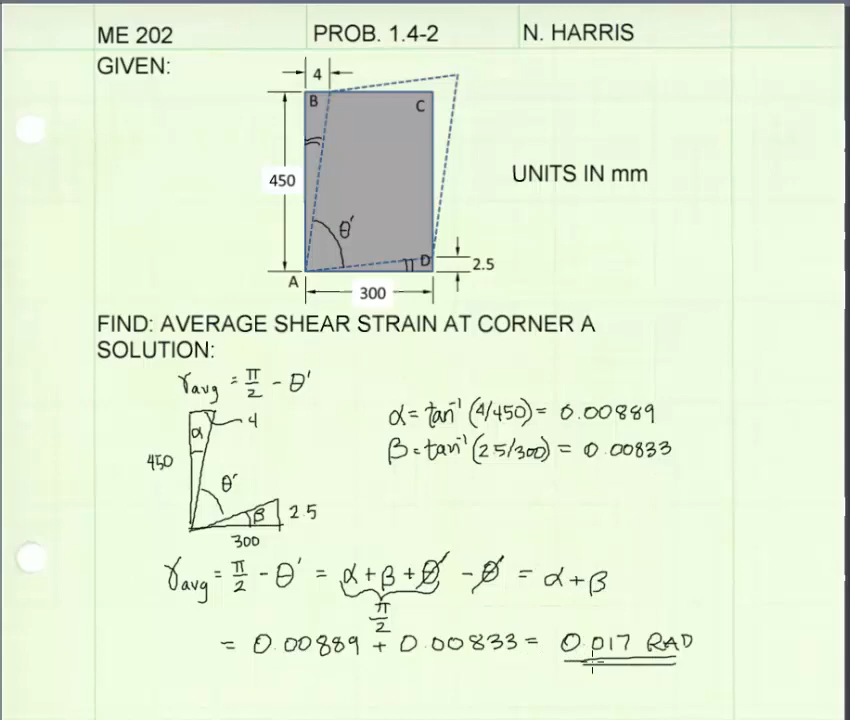 ME 202 PROB. 1.4-2 N. HARRIS
GIVEN:
4
B C
450
UNITS IN mm
θ'
D
2.5
A
300
FIND: AVERAGE SHEAR STRAIN AT CORNER A
SOLUTION:
γavg = π/2 - θ'
α = tan⁻¹ (4/450) = 0.00889
β = tan⁻¹ (2.5/300) = 0.00833
α 4
450
θ'
β 2.5
300
γavg = π/2 - θ' = α + β + θ' - θ' = α + β
π/2
= 0.00889 + 0.00833 = 0.017 RAD